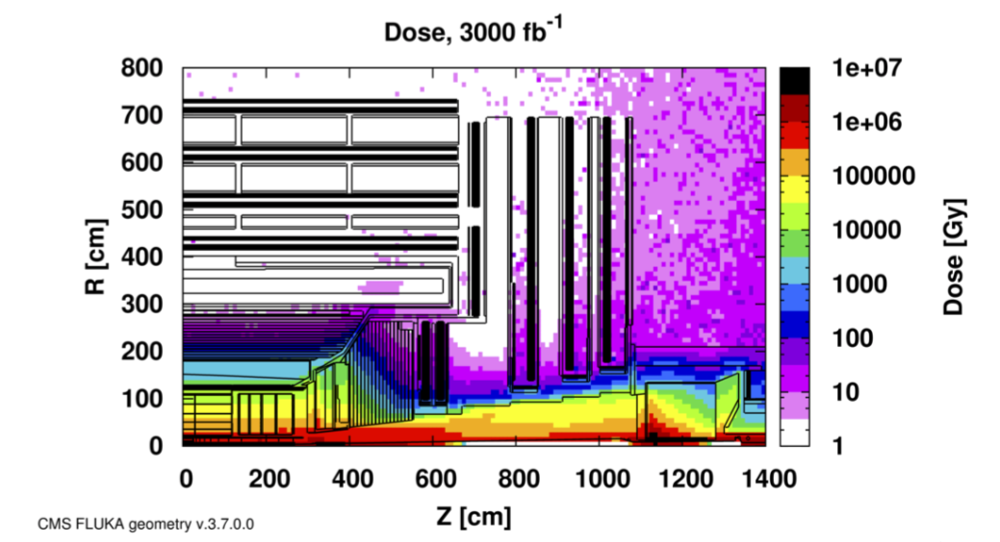 Dose, 3000 fb-1
800
700
600
500
400
300
200
100
0
R [cm]
0 200 400 600 800 1000 1200 1400
Z [cm]
1e+07
1e+06
100000
10000
1000
100
10
1
Dose [Gy]
CMS FLUKA geometry v.3.7.0.0